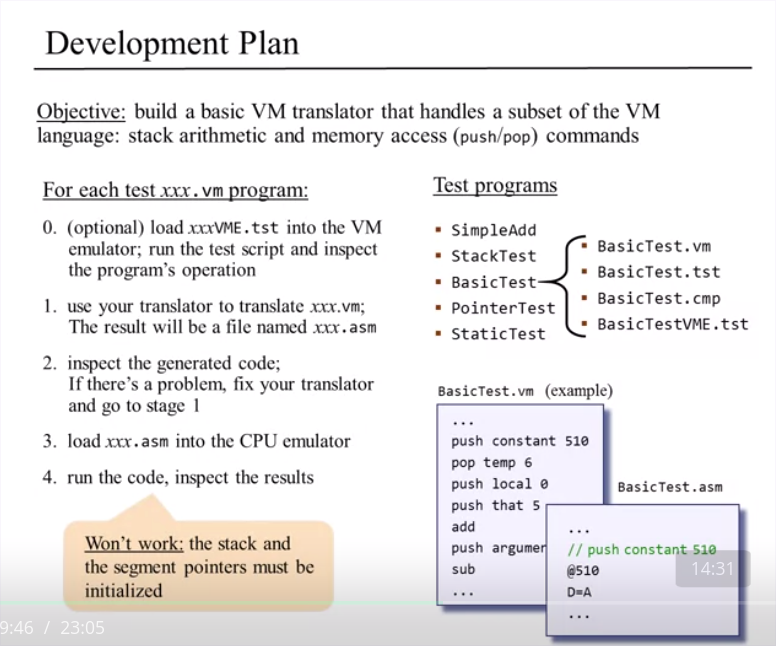 Development Plan
Objective: build a basic VM translator that handles a subset of the VM
language: stack arithmetic and memory access (push/pop) commands
For each test xxx.vm program:
0. (optional) load xxxVME.tst into the VM
emulator; run the test script and inspect
the program's operation
1. use your translator to translate xxx.vm;
The result will be a file named xxx.asm
2. inspect the generated code;
If there's a problem, fix your translator
and go to stage 1
3. load xxx.asm into the CPU emulator
4. run the code, inspect the results
Won't work: the stack and
the segment pointers must be
initialized
Test programs
▪ SimpleAdd
▪ StackTest
▪ BasicTest
▪ PointerTest
▪ StaticTest
▪ BasicTest.vm
▪ BasicTest.tst
▪ BasicTest.cmp
▪ BasicTestVME.tst
BasicTest.vm (example)
...
push constant 510
pop temp 6
push local 0
push that 5
add
push argumen
sub
...
BasicTest.asm
...
// push constant 510
@510
D=A
...
14:31
9:46 / 23:05